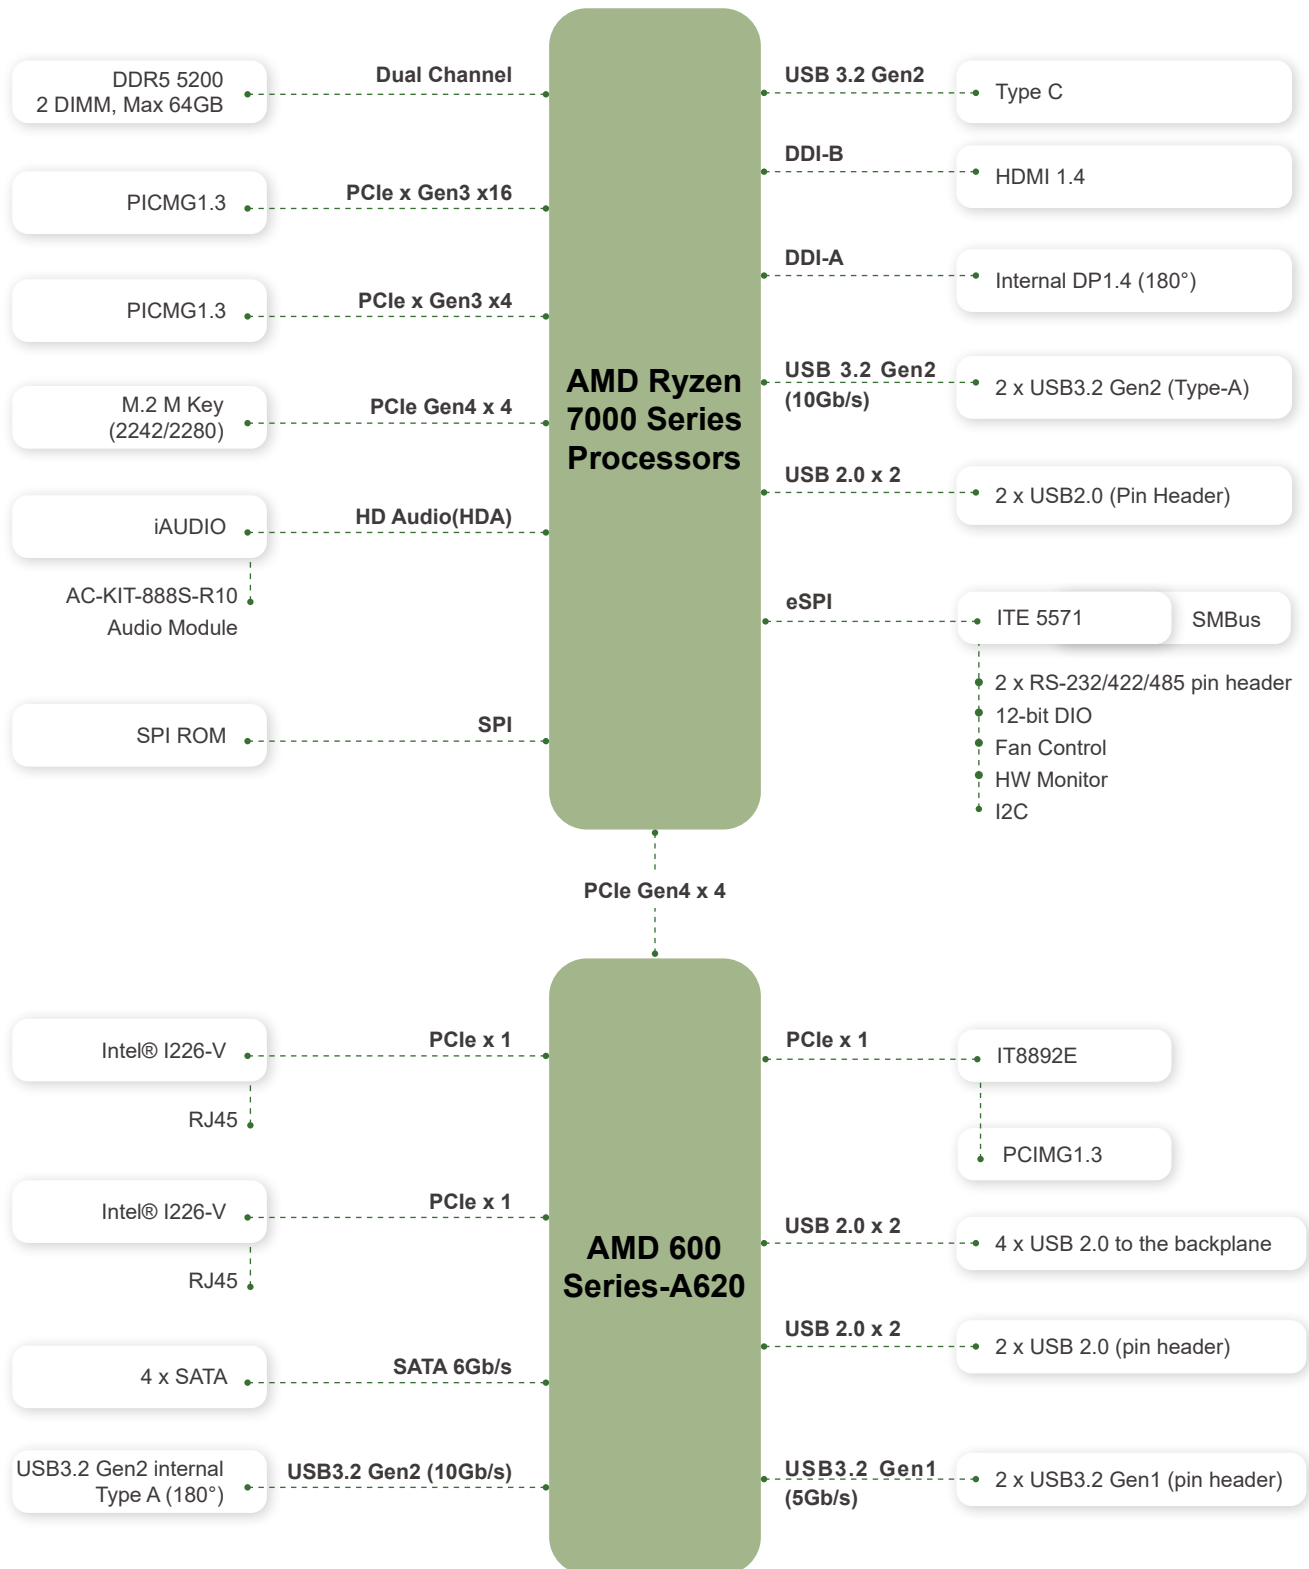 DDR5 5200
2 DIMM, Max 64GB
Dual Channel
PICMG1.3
PCIe x Gen3 x16
PICMG1.3
PCIe x Gen3 x4
M.2 M Key
(2242/2280)
PCIe Gen4 x 4
iAUDIO
HD Audio(HDA)
AC-KIT-888S-R10
Audio Module
SPI ROM
SPI
AMD Ryzen
7000 Series
Processors
USB 3.2 Gen2
Type C
DDI-B
HDMI 1.4
DDI-A
Internal DP1.4 (180°)
USB 3.2 Gen2
(10Gb/s)
2 x USB3.2 Gen2 (Type-A)
USB 2.0 x 2
2 x USB2.0 (Pin Header)
eSPI
ITE 5571
SMBus
2 x RS-232/422/485 pin header
12-bit DIO
Fan Control
HW Monitor
I2C
PCIe Gen4 x 4
Intel® I226-V
PCIe x 1
RJ45
Intel® I226-V
PCIe x 1
RJ45
4 x SATA
SATA 6Gb/s
USB3.2 Gen2 internal
Type A (180°)
USB3.2 Gen2 (10Gb/s)
AMD 600
Series-A620
PCIe x 1
IT8892E
PCIMG1.3
USB 2.0 x 2
4 x USB 2.0 to the backplane
USB 2.0 x 2
2 x USB 2.0 (pin header)
USB3.2 Gen1
(5Gb/s)
2 x USB3.2 Gen1 (pin header)